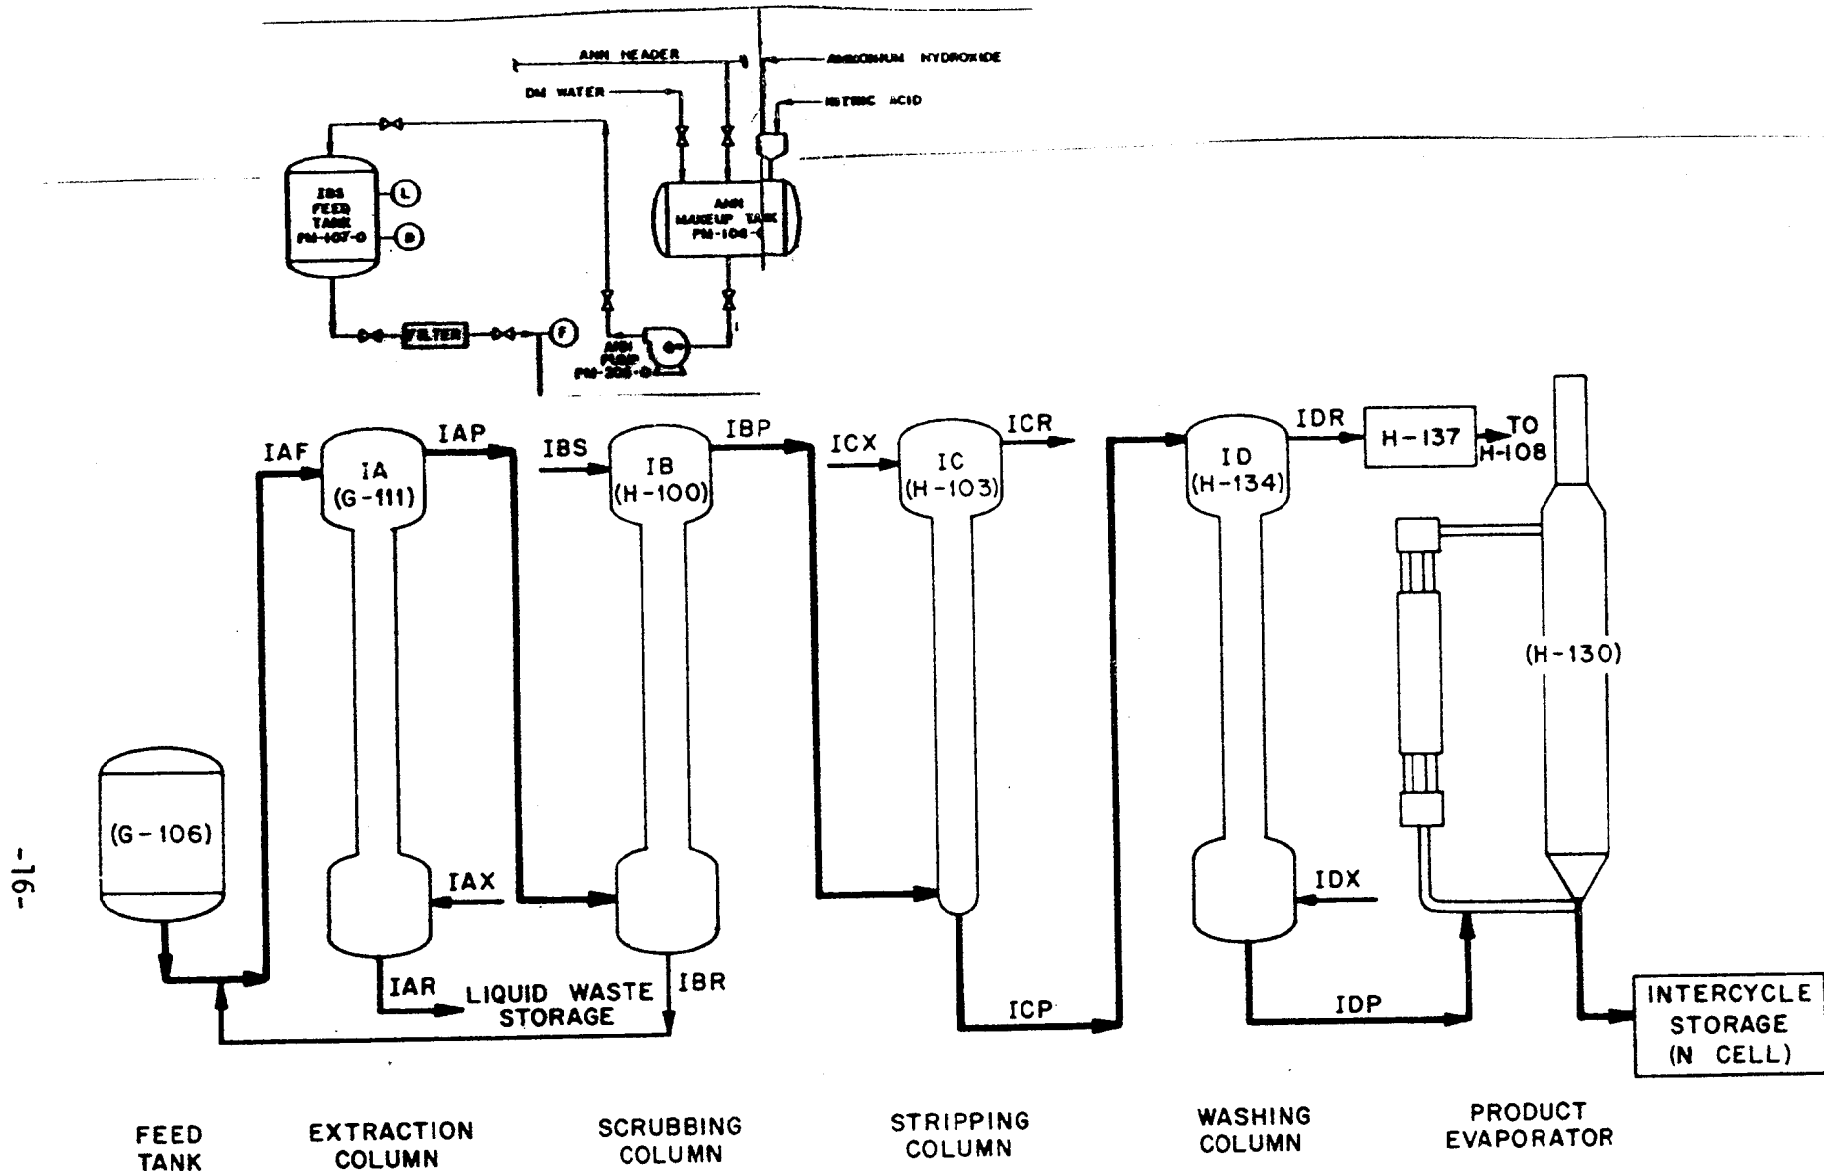 ANN HEADER
AMMONIUM HYDROXIDE
DM WATER
NITRIC ACID
IBS
FEED
TANK
PM-107-0
L
D
ANN
MAKEUP TANK
FILTER
F
PUMP
IAF
IAP
IBS
IBP
ICX
ICR
IDR
H-137
TO
H-108
IA
(G-111)
IB
(H-100)
IC
(H-103)
ID
(H-134)
(H-130)
(G-106)
IAX
IDX
IAR
LIQUID WASTE
STORAGE
IBR
ICP
IDP
INTERCYCLE
STORAGE
(N CELL)
-16-
FEED
TANK
EXTRACTION
COLUMN
SCRUBBING
COLUMN
STRIPPING
COLUMN
WASHING
COLUMN
PRODUCT
EVAPORATOR